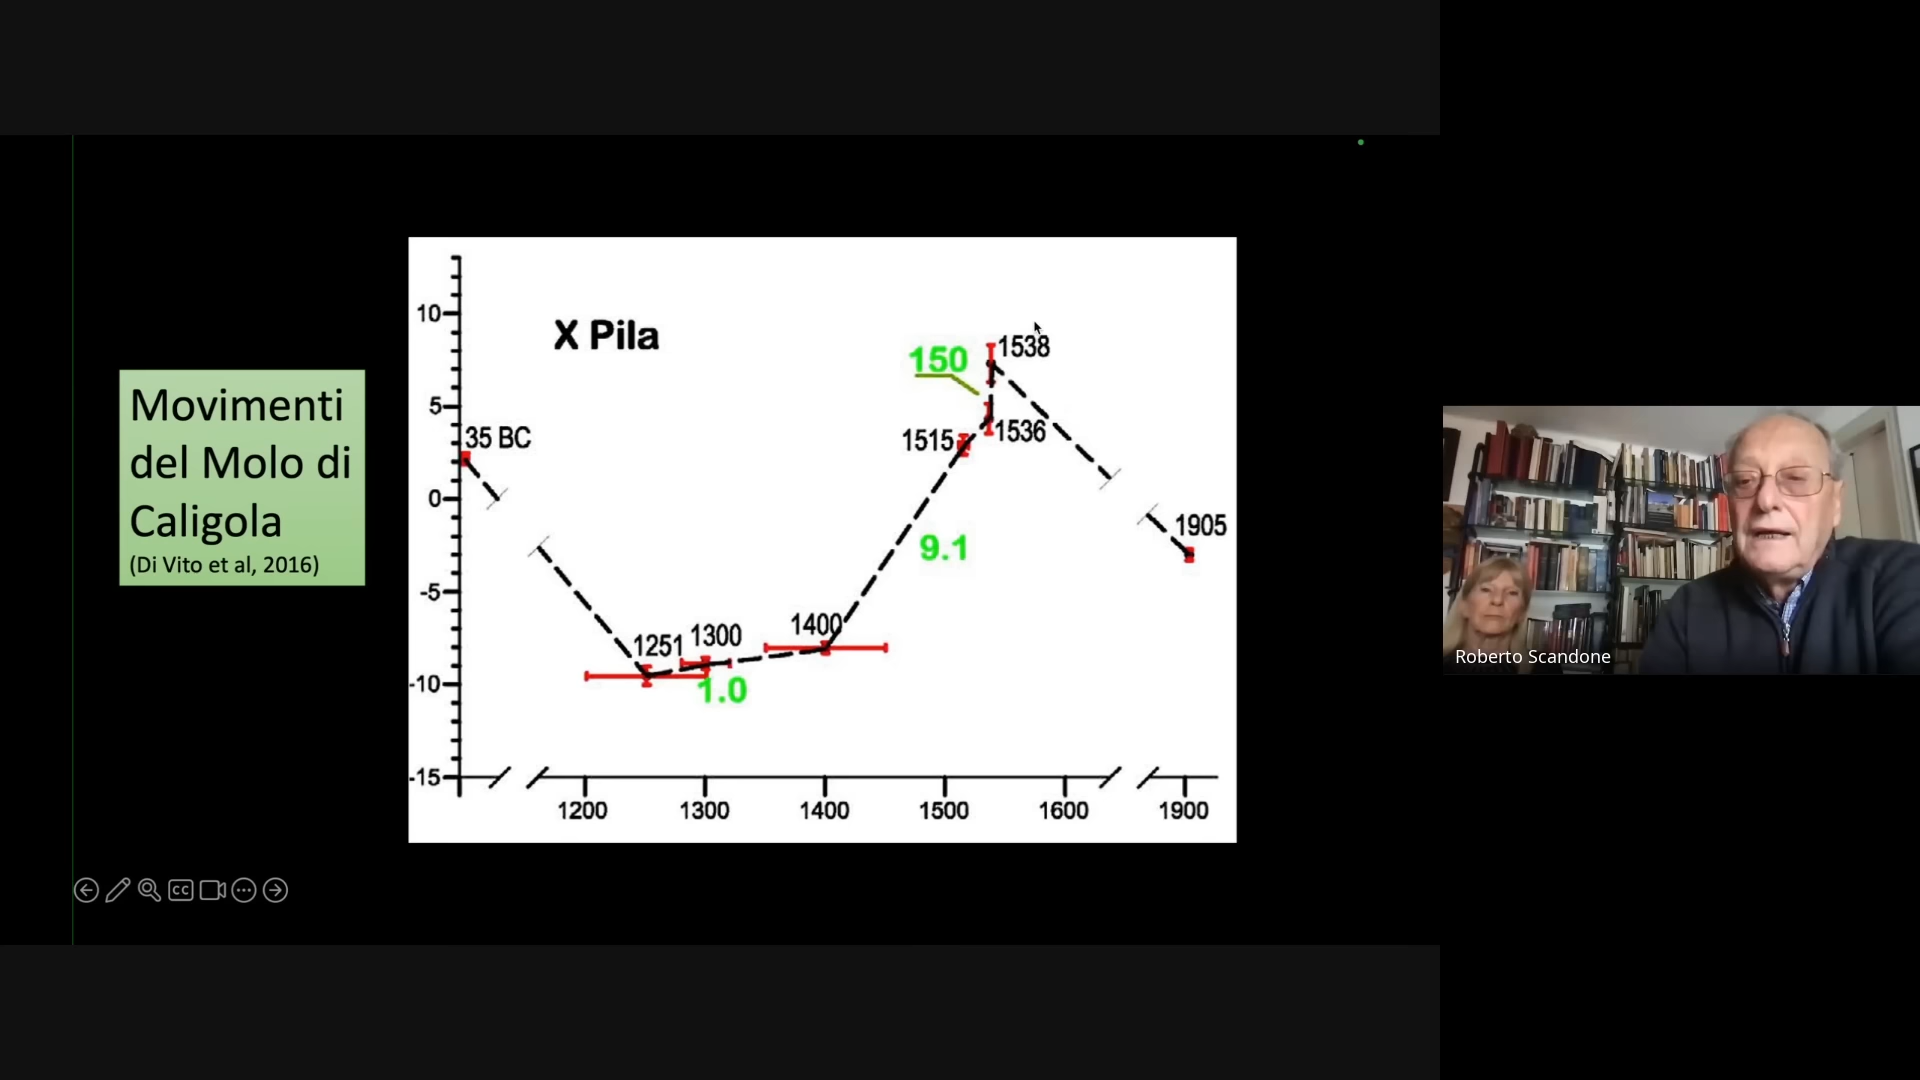 Movimenti
del Molo di
Caligola
(Di Vito et al, 2016)
X Pila
10
5
0
-5
-10
-15
35 BC
1251
1300
1400
1515
1536
1538
1905
1.0
9.1
150
1200
1300
1400
1500
1600
1900
CC
Roberto Scandone